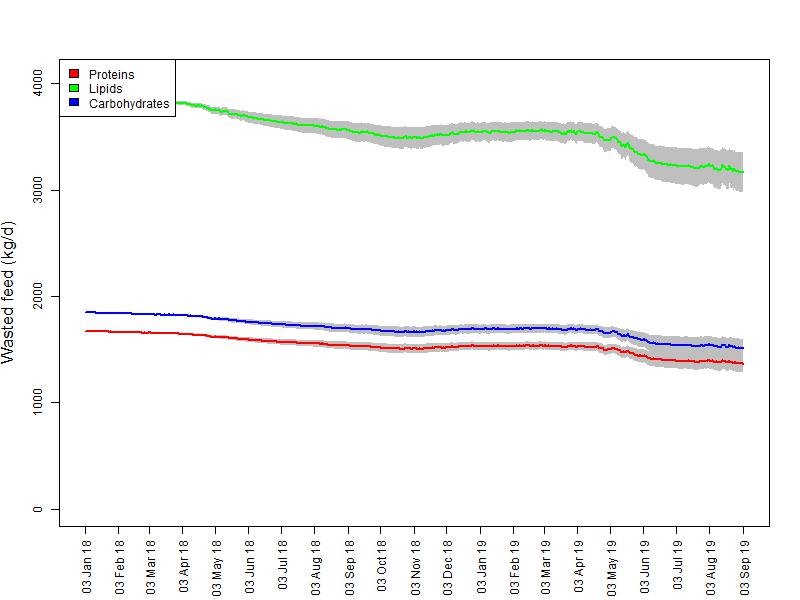 Proteins
Lipids
Carbohydrates
Wasted feed (kg/d)
4000
3000
2000
1000
0
03 Jan 18
03 Feb 18
03 Mar 18
03 Apr 18
03 May 18
03 Jun 18
03 Jul 18
03 Aug 18
03 Sep 18
03 Oct 18
03 Nov 18
03 Dec 18
03 Jan 19
03 Feb 19
03 Mar 19
03 Apr 19
03 May 19
03 Jun 19
03 Jul 19
03 Aug 19
03 Sep 19